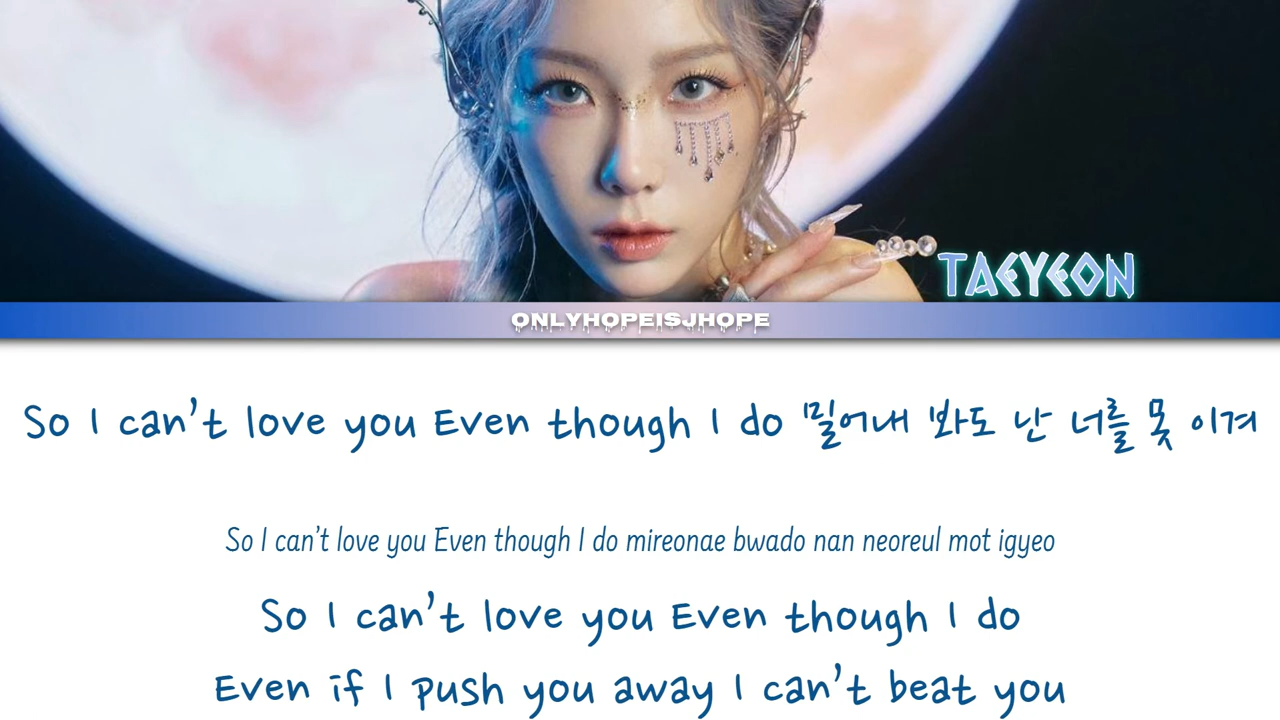 TAEYEON
ONLYHOPEISJHOPE
So I can't love you Even though I do 밀어내 봐도 난 너를 못 이겨
So I can't love you Even though I do mireonae bwado nan neoreul mot igyeo
So I can't love you Even though I do
Even if I push you away I can't beat you